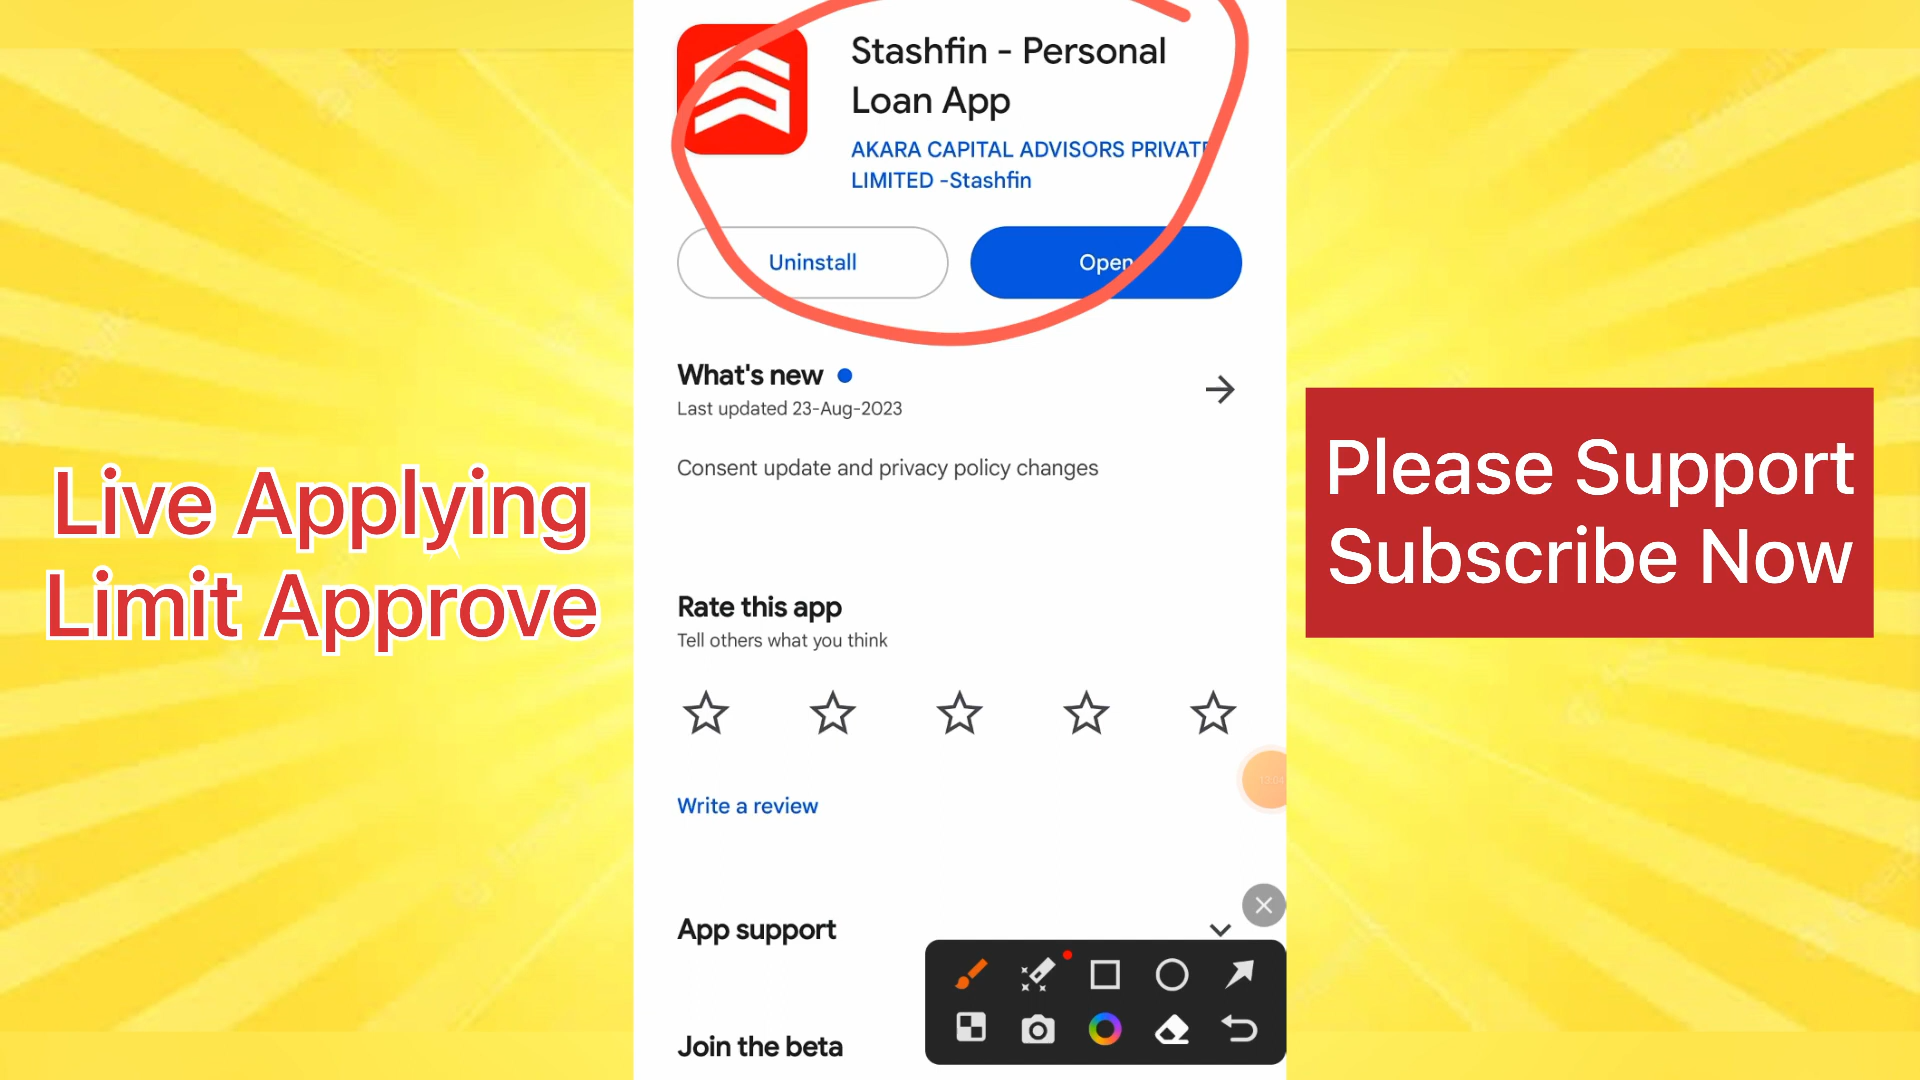 Stashfin - Personal
Loan App
AKARA CAPITAL ADVISORS PRIVATE
LIMITED -Stashfin
Uninstall
Open
What's new
Last updated 23-Aug-2023
Consent update and privacy policy changes
Live Applying
Limit Approve
Please Support
Subscribe Now
Rate this app
Tell others what you think
Write a review
App support
Join the beta